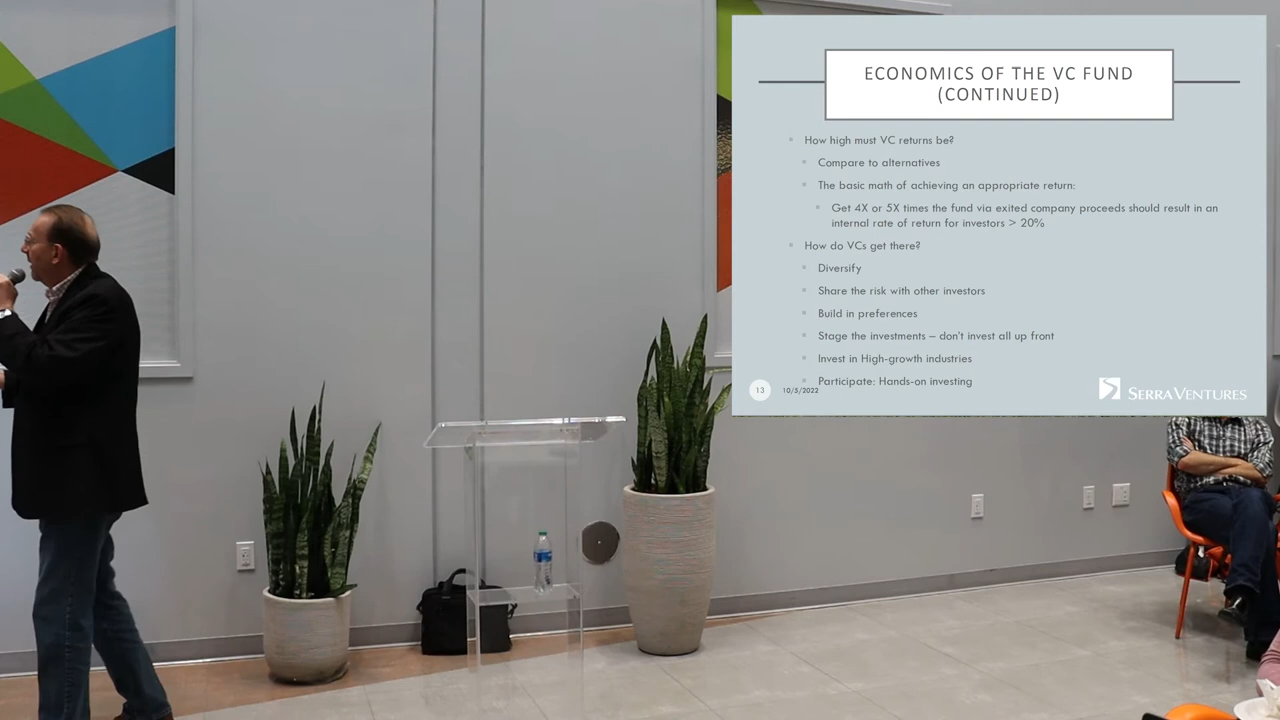 ECONOMICS OF THE VC FUND
(CONTINUED)
How high must VC returns be?
Compare to alternatives
The basic math of achieving an appropriate return:
Get 4X or 5X times the fund via exited company proceeds should result in an
internal rate of return for investors > 20%
How do VCs get there?
Diversify
Share the risk with other investors
Build in preferences
Stage the investments – don't invest all up front
Invest in High-growth industries
Participate: Hands-on investing
13
10/5/2022
SERRA VENTURES